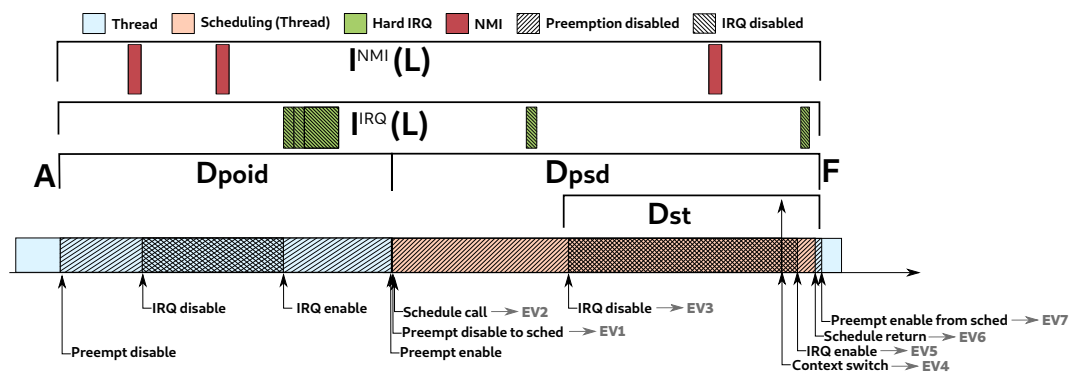 Thread Scheduling (Thread) Hard IRQ NMI Preemption disabled IRQ disabled
I^NMI (L)
I^IRQ (L)
A Dpoid Dpsd F
Dst
IRQ disable IRQ enable Schedule call EV2 IRQ disable EV3
Preempt disable to sched EV1
Preempt disable Preempt enable
Preempt enable from sched EV7
Schedule return EV6
IRQ enable EV5
Context switch EV4